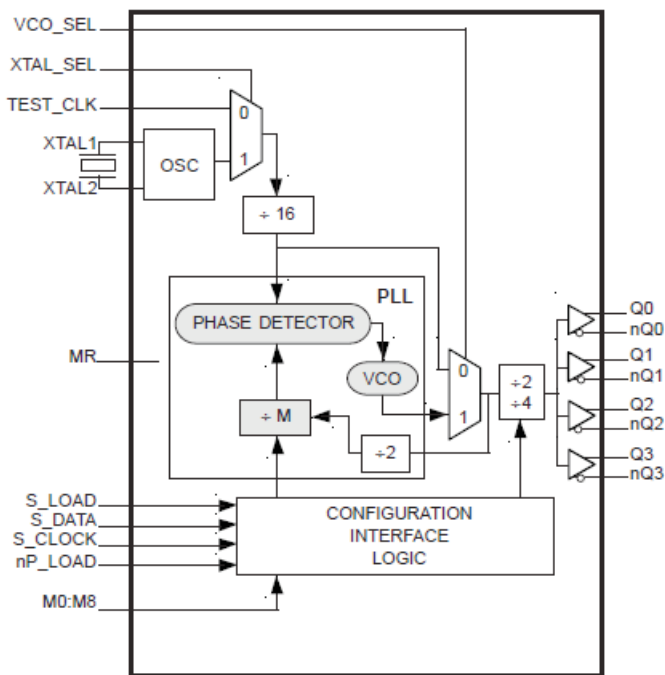 VCO_SEL
XTAL_SEL
TEST_CLK
0
XTAL1
OSC
1
XTAL2
÷ 16
PLL
PHASE DETECTOR
Q0
nQ0
MR
0
Q1
nQ1
VCO
÷2
÷4
÷ M
1
Q2
nQ2
÷2
Q3
nQ3
S_LOAD
S_DATA
S_CLOCK
nP_LOAD
CONFIGURATION
INTERFACE
LOGIC
M0:M8